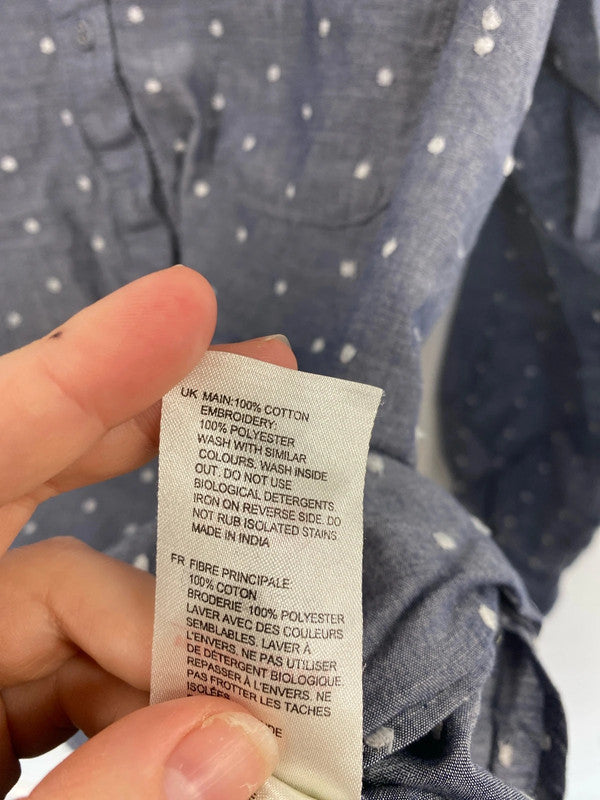 UK MAIN:100% COTTON
EMBROIDERY:
100% POLYESTER
WASH WITH SIMILAR
COLOURS. WASH INSIDE
OUT. DO NOT USE
BIOLOGICAL DETERGENTS.
IRON ON REVERSE SIDE. DO
NOT RUB ISOLATED STAINS
MADE IN INDIA
FR FIBRE PRINCIPALE:
100% COTON
BRODERIE 100% POLYESTER
LAVER AVEC DES COULEURS
SEMBLABLES. LAVER À
L'ENVERS. NE PAS UTILISER
DE DÉTERGENT BIOLOGIQUE.
REPASSER À L'ENVERS. NE
PAS FROTTER LES TACHES
ISOLÉES
NDE